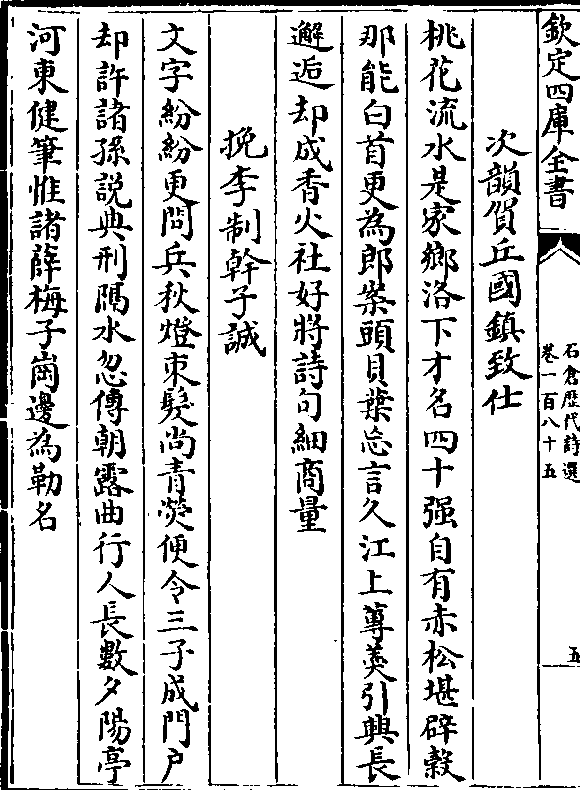 欽定四庫全書
石倉歴代詩選
卷一百八十五
五
次韻賀丘國鎮致仕
桃花流水是家鄉洛下才名四十强自有赤松堪辟穀
那能白首更為郎案頭貝葉忘言久江上蓴羮引興長
邂逅却成香火社好將詩句細商量
挽李制幹子誠
文字紛紛更問兵秋燈束髮尚青熒便令三子成門户
却許諸孫説典刑隔水忽傳朝露曲行人長數夕陽亭
河東健筆惟諸薛梅子岡邊為勒名